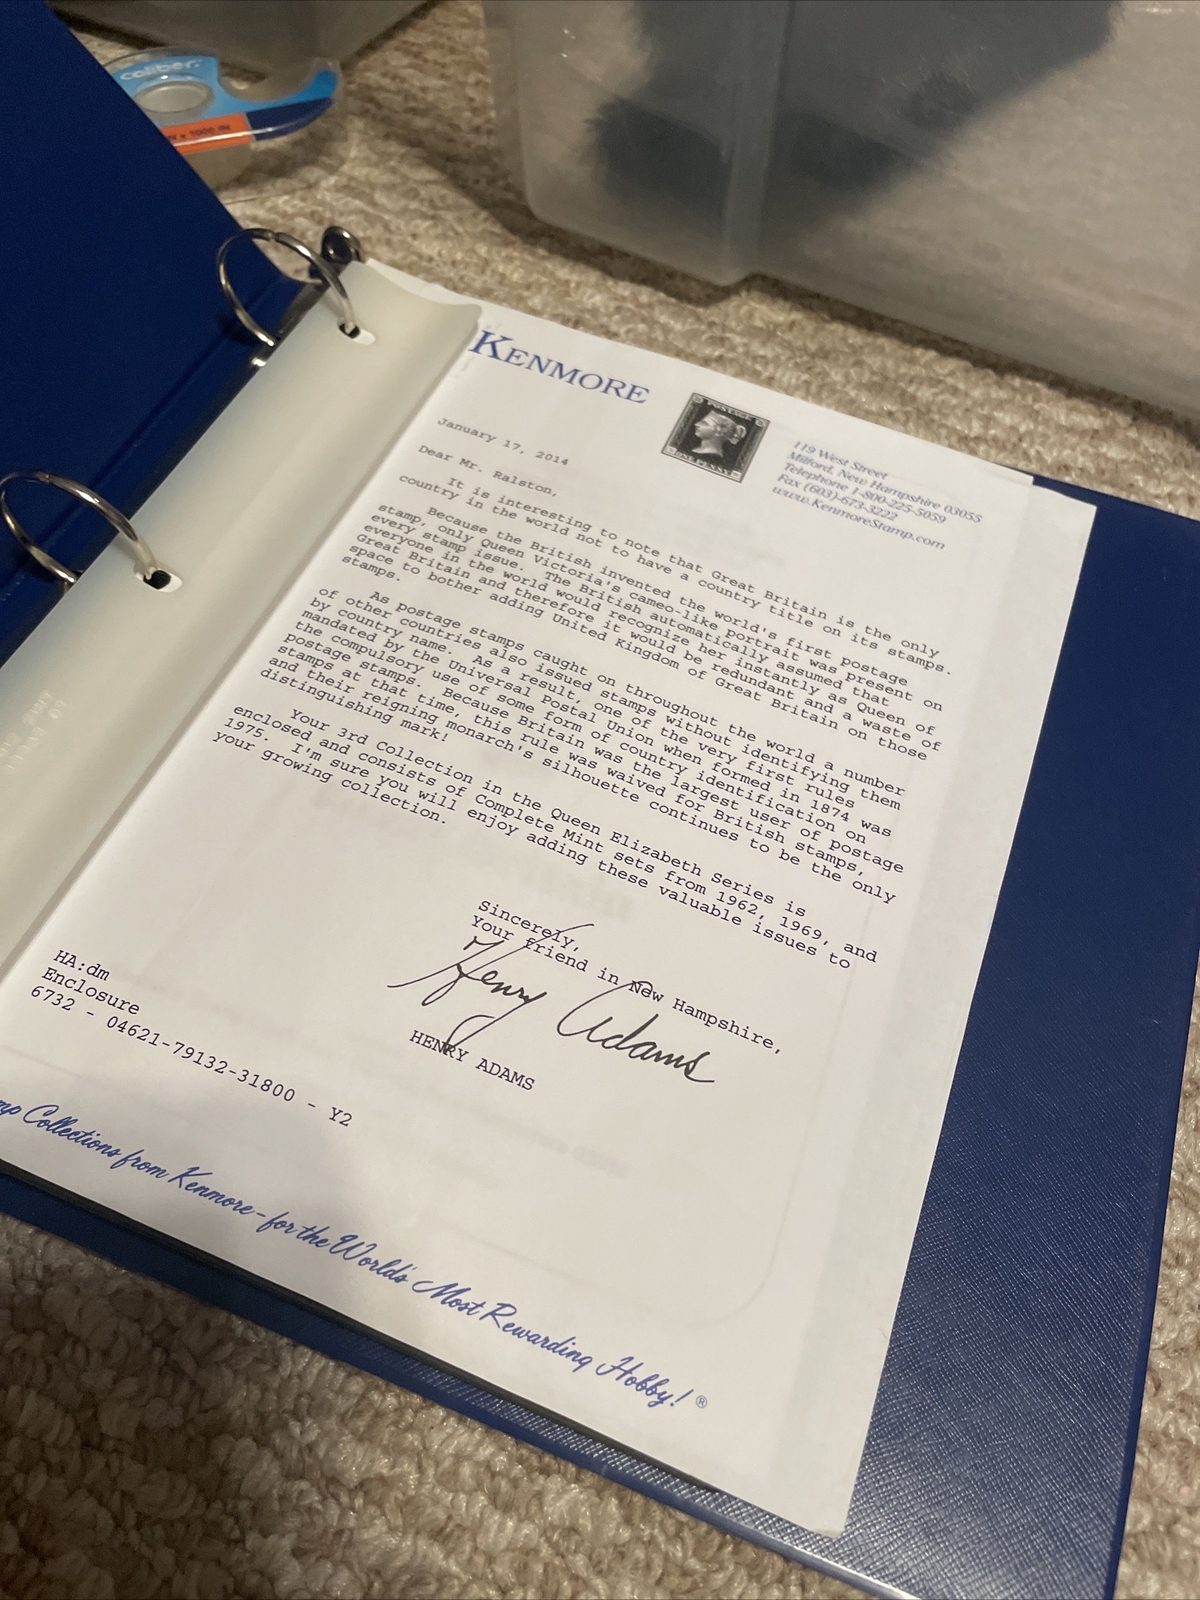 caliber
KENMORE
POSTAGE
ONE PENNY
119 West Street
Milford, New Hampshire 03055
Telephone 1-800-225-5059
Fax (603)-673-3222
www.KenmoreStamp.com
January 17, 2014
Dear Mr. Ralston,
It is interesting to note that Great Britain is the only
country in the world not to have a country title on its stamps.
Because the British invented the world's first postage
stamp, only Queen Victoria's cameo-like portrait was present on
every stamp issue. The British automatically assumed that
everyone in the world would recognize her instantly as Queen of
Great Britain and therefore it would be redundant and a waste of
space to bother adding United Kingdom of Great Britain on those
stamps.
As postage stamps caught on throughout the world a number
of other countries also issued stamps without identifying them
by country name. As a result, one of the very first rules
mandated by the Universal Postal Union when formed in 1874 was
the compulsory use of some form of country identification on
postage stamps. Because Britain was the largest user of postage
stamps at that time, this rule was waived for British stamps,
and their reigning monarch's silhouette continues to be the only
distinguishing mark!
Your 3rd Collection in the Queen Elizabeth Series is
enclosed and consists of Complete Mint sets from 1962, 1969, and
1975. I'm sure you will enjoy adding these valuable issues to
your growing collection.
Sincerely,
Your friend in New Hampshire,
Henry Adams
HENRY ADAMS
HA:dm
Enclosure
6732 - 04621-79132-31800 - Y2
Collections from Kenmore - for the World's Most Rewarding Hobby! ®